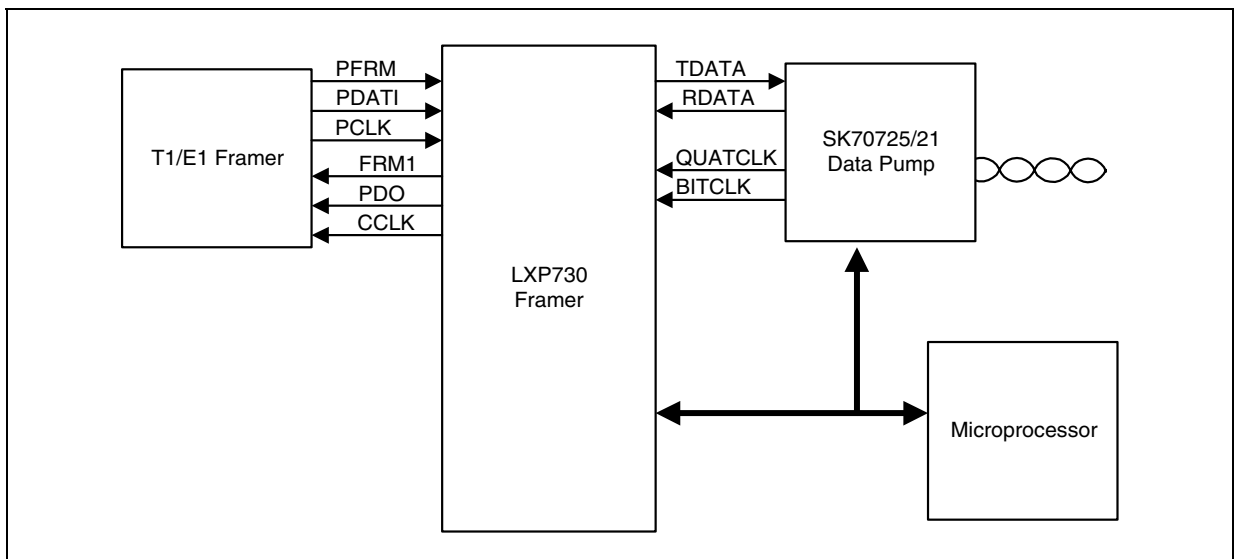 T1/E1 Framer
PFRM
PDATI
PCLK
FRM1
PDO
CCLK
LXP730
Framer
TDATA
RDATA
QUATCLK
BITCLK
SK70725/21
Data Pump
Microprocessor